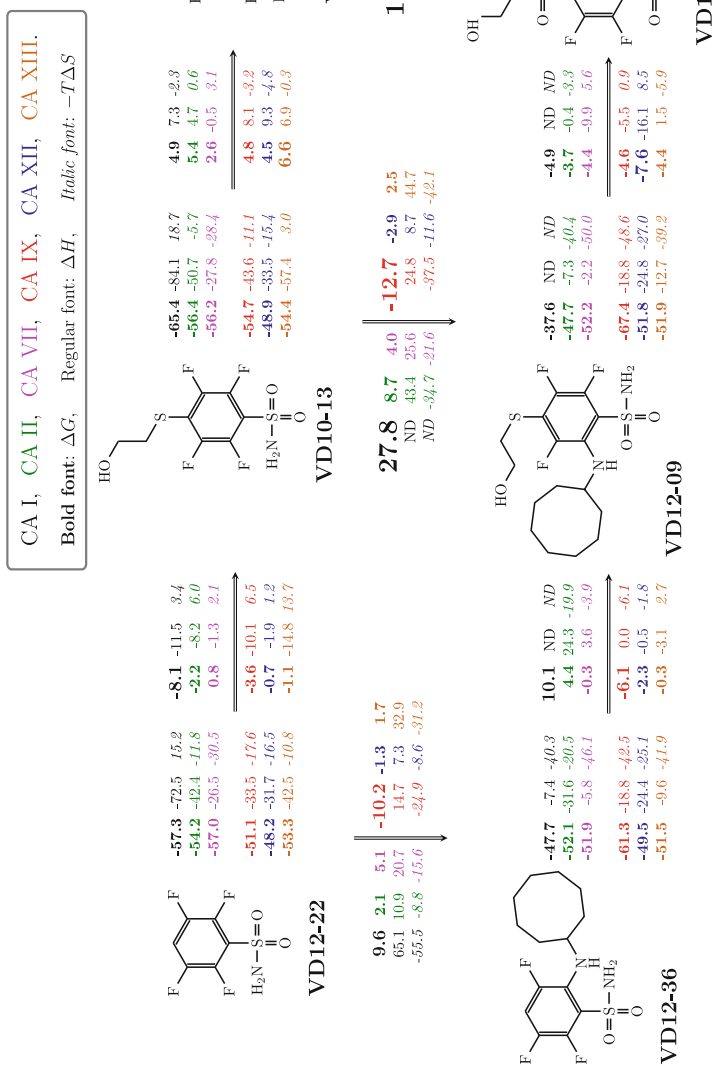 CA I, CA II, CA VII, CA IX, CA XII, CA XIII.
Bold font: ΔG, Regular font: ΔH, Italic font: −TΔS
F
F
F
F
H₂N
S
O
O
VD12-22
-57.3 -72.5 15.2
-54.2 -42.4 -11.8
-57.0 -26.5 -30.5
-51.1 -33.5 -17.6
-48.2 -31.7 -16.5
-53.3 -42.5 -10.8
-8.1 -11.5 3.4
-2.2 -8.2 6.0
0.8 -1.3 2.1
-3.6 -10.1 6.5
-0.7 -1.9 1.2
-1.1 -14.8 13.7
HO
S
F
F
F
F
H₂N
S
O
O
VD10-13
-65.4 -84.1 18.7
-56.4 -50.7 -5.7
-56.2 -27.8 -28.4
-54.7 -43.6 -11.1
-48.9 -33.5 -15.4
-54.4 -57.4 3.0
4.9 7.3 -2.3
5.4 4.7 0.6
2.6 -0.5 3.1
4.8 8.1 -3.2
4.5 9.3 -4.8
6.6 6.9 -0.3
9.6 2.1 5.1
65.1 10.9 20.7
-55.5 -8.8 -15.6
-10.2 -1.3 1.7
14.7 7.3 32.9
-24.9 -8.6 -31.2
27.8 8.7 4.0
ND 43.4 25.6
ND -34.7 -21.6
-12.7 -2.9 2.5
24.8 8.7 44.7
-37.5 -11.6 -42.1
1
F
F
F
N
H
S
NH₂
O
O
VD12-36
-47.7 -7.4 -40.3
-52.1 -31.6 -20.5
-51.9 -5.8 -46.1
-61.3 -18.8 -42.5
-49.5 -24.4 -25.1
-51.5 -9.6 -41.9
10.1 ND ND
4.4 24.3 -19.9
-0.3 3.6 -3.9
-6.1 0.0 -6.1
-2.3 -0.5 -1.8
-0.3 -3.1 2.7
HO
S
F
F
F
N
H
S
NH₂
O
O
VD12-09
-37.6 ND ND
-47.7 -7.3 -40.4
-52.2 -2.2 -50.0
-67.4 -18.8 -48.6
-51.8 -24.8 -27.0
-51.9 -12.7 -39.2
-4.9 ND ND
-3.7 -0.4 -3.3
-4.4 -9.9 5.6
-4.6 -5.5 0.9
-7.6 -16.1 8.5
-4.4 1.5 -5.9
OH
O
F
F
O
VD1